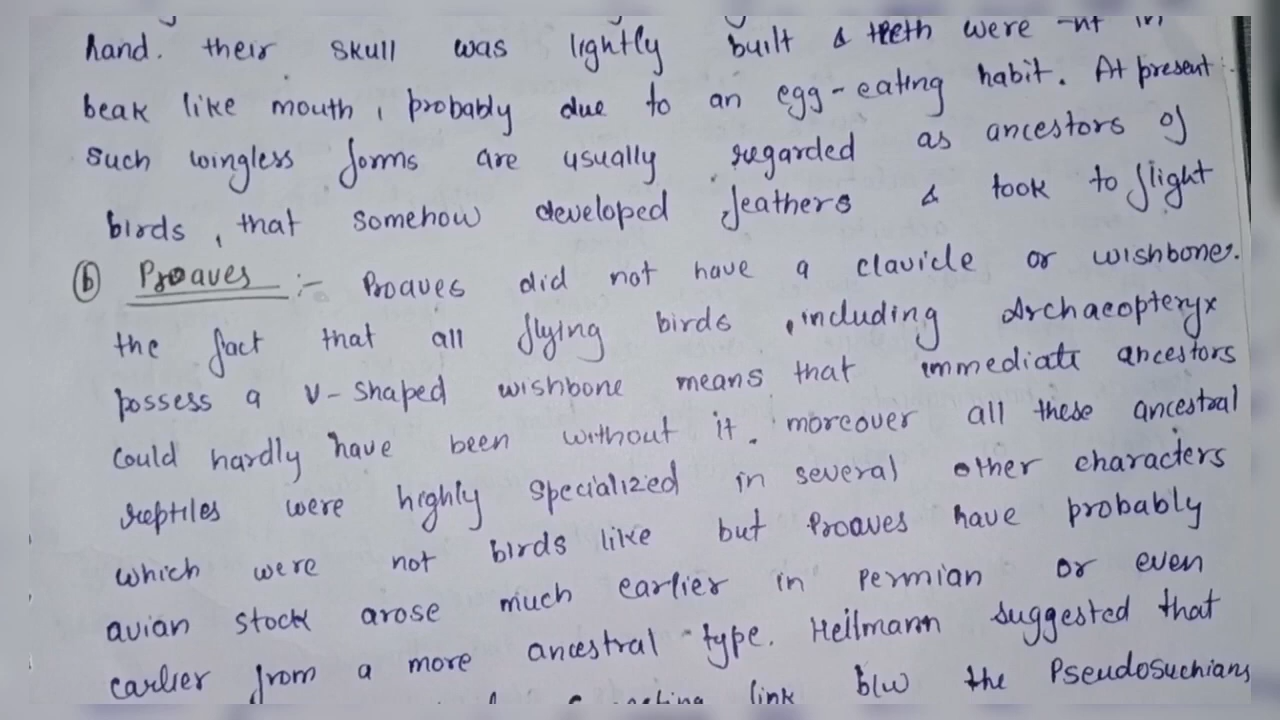 hand. their skull was lightly built & teeth were -nt in
beak like mouth, probably due to an egg-eating habit. At present
such wingless forms are usually regarded as ancestors of
birds, that somehow developed feathers & took to flight
(b) Proaves :- Proaves did not have a clavicle or wishbone.
the fact that all flying birds, including Archaeopteryx
possess a V-shaped wishbone means that immediate ancestors
could hardly have been without it. moreover all these ancestral
reptiles were highly specialized in several other characters
which were not birds like but Proaves have probably
avian stock arose much earlier in Permian or even
earlier from a more ancestral type. Heilmann suggested that
link b/w the Pseudosuchians